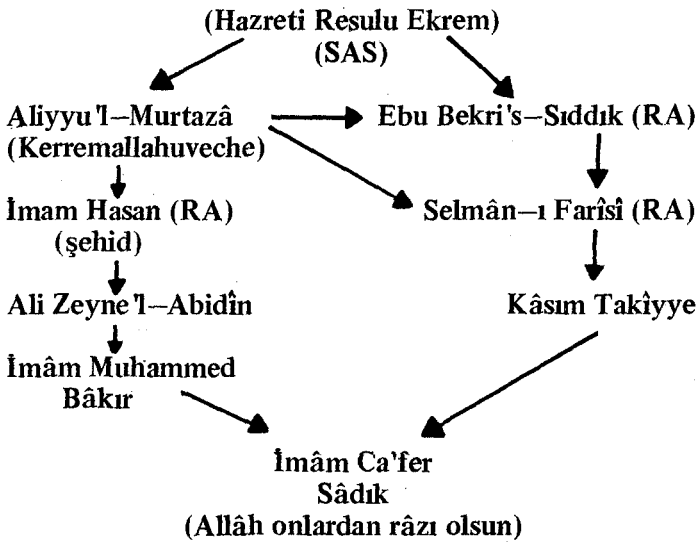 (Hazreti Resulu Ekrem)
(SAS)
Aliyyu'l–Murtazâ
(Kerremallahuveche)
Ebu Bekri's–Sıddık (RA)
İmam Hasan (RA)
(şehid)
Selmân–ı Farîsî (RA)
Ali Zeyne'l–Abidîn
Kâsım Takîyye
İmâm Muhammed
Bâkır
İmâm Ca'fer
Sâdık
(Allâh onlardan râzı olsun)